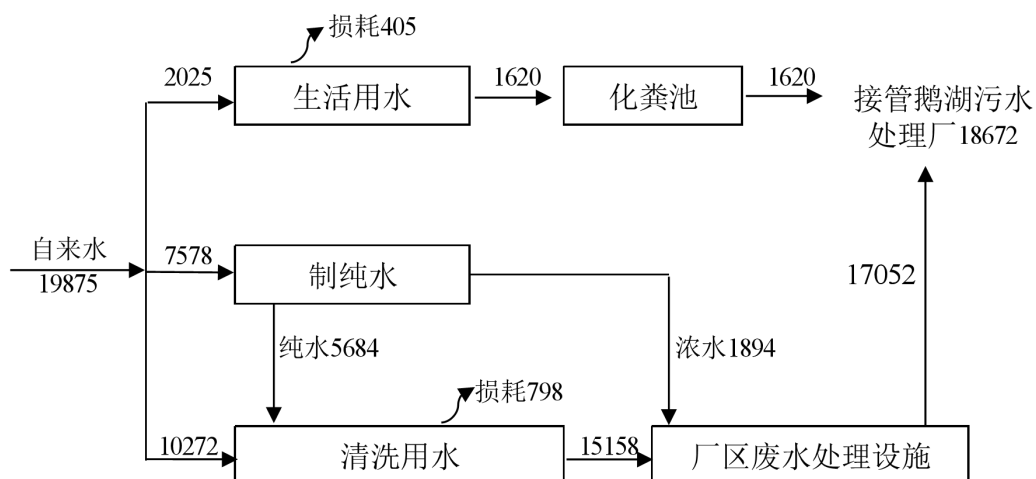 损耗405
2025
生活用水
1620
化粪池
1620
接管鹅湖污水
处理厂18672
自来水
19875
7578
制纯水
17052
纯水5684
浓水1894
损耗798
10272
清洗用水
15158
厂区废水处理设施